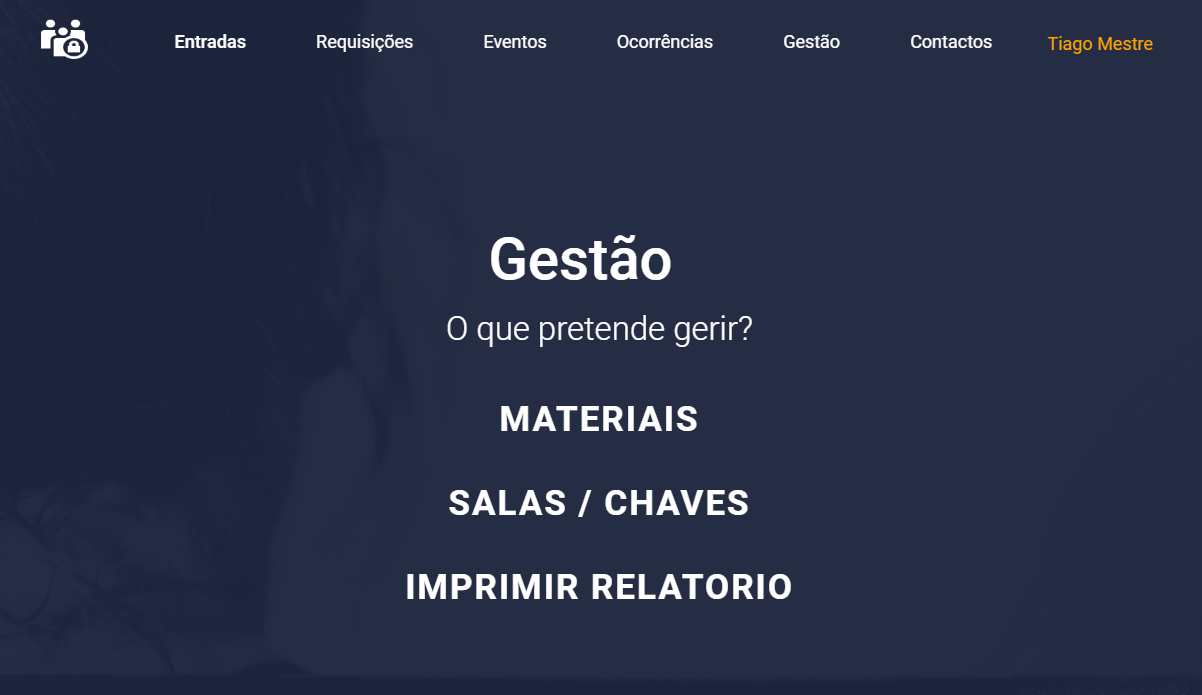 Entradas Requisições Eventos Ocorrências Gestão Contactos Tiago Mestre
Gestão
O que pretende gerir?
MATERIAIS
SALAS / CHAVES
IMPRIMIR RELATORIO